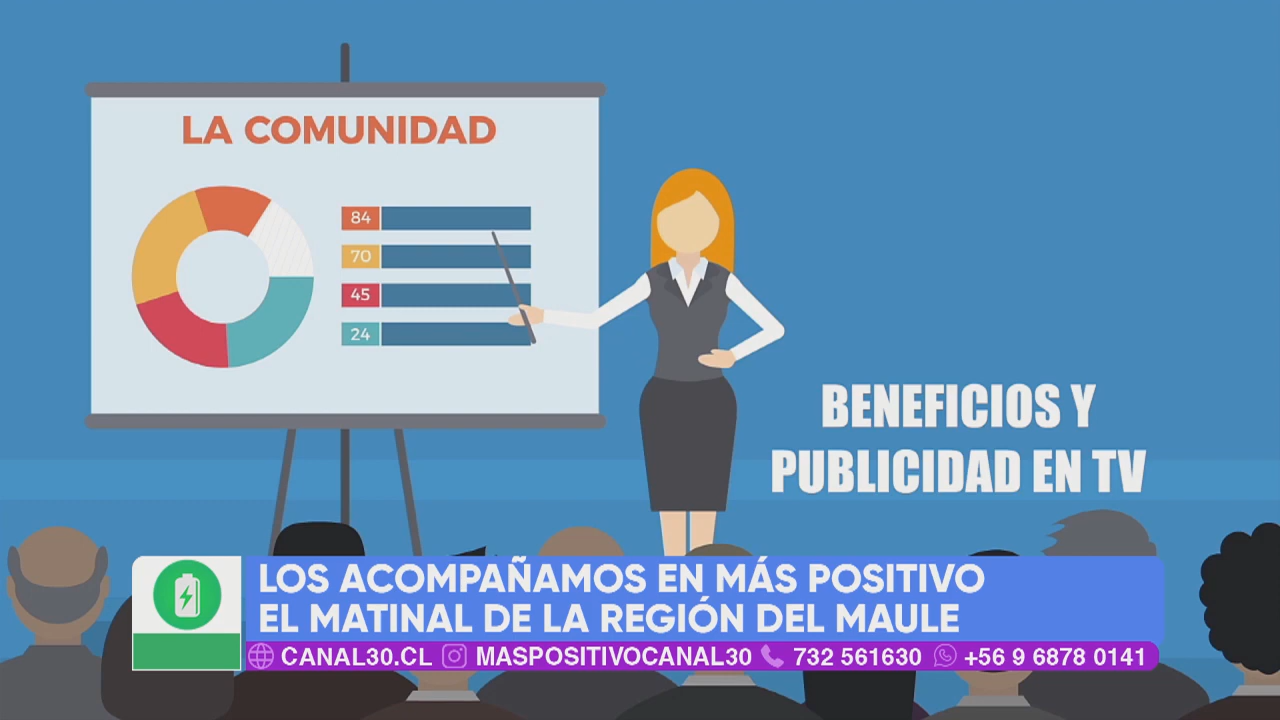 LA COMUNIDAD
84
70
45
24
BENEFICIOS Y
PUBLICIDAD EN TV
LOS ACOMPAÑAMOS EN MÁS POSITIVO
EL MATINAL DE LA REGIÓN DEL MAULE
CANAL30.CL MASPOSITIVOCANAL30 732 561630 +56 9 6878 0141